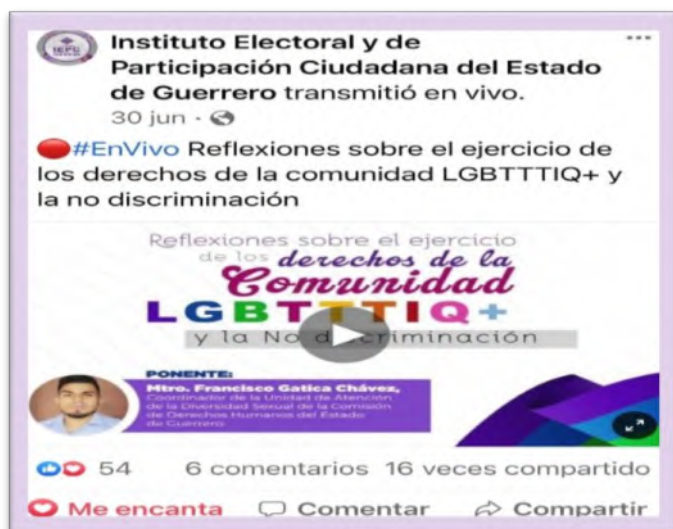 IEPC
Instituto Electoral y de
Participación Ciudadana del Estado
de Guerrero transmitió en vivo.
30 jun ·
#EnVivo Reflexiones sobre el ejercicio de
los derechos de la comunidad LGBTTTIQ+ y
la no discriminación
Reflexiones sobre el ejercicio
de los derechos de la
Comunidad
LGBTTTIQ+
y la No discriminación
PONENTE:
Mtro. Francisco Gatica Chávez,
Coordinador de la Unidad de Atención
de la Diversidad Sexual de la Comisión
de Derechos Humanos del Estado
de Guerrero
54 6 comentarios 16 veces compartido
Me encanta Comentar Compartir